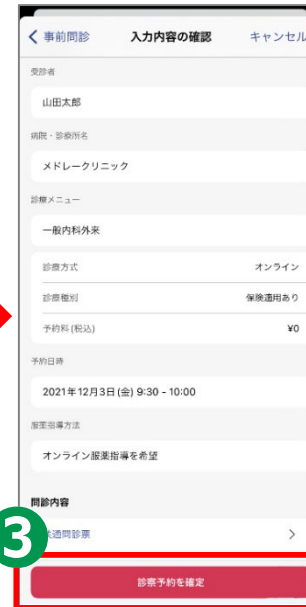 事前問診 入力内容の確認 キャンセル
受診者
山田太郎
病院・診療所名
メドレークリニック
診療メニュー
一般内科外来
診療方式 オンライン
診療種別 保険適用あり
予約料(税込) ¥0
予約日時
2021年12月3日(金) 9:30 - 10:00
服薬指導方法
オンライン服薬指導を希望
問診内容
3
通問診票
診察予約を確定